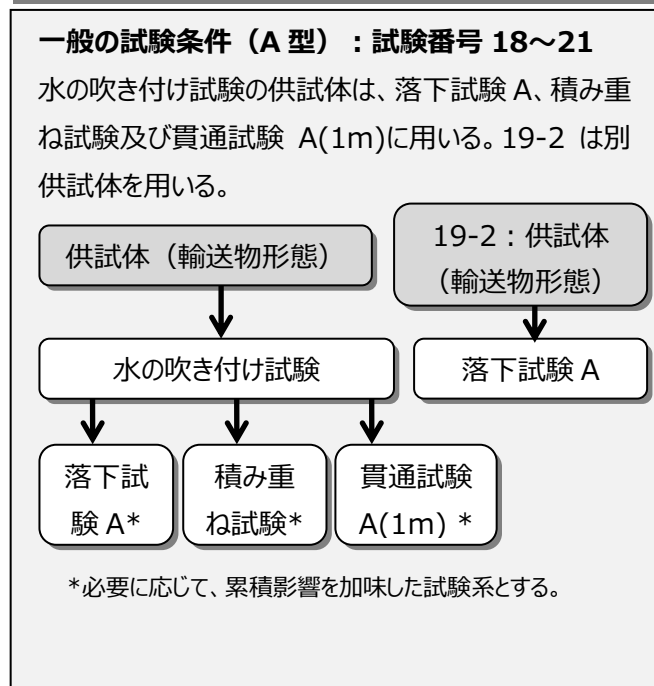 一般の試験条件（A 型）：試験番号 18～21
水の吹き付け試験の供試体は、落下試験 A、積み重
ね試験及び貫通試験 A(1m)に用いる。19-2 は別
供試体を用いる。
供試体（輸送物形態）
19-2：供試体
（輸送物形態）
水の吹き付け試験
落下試験 A
落下試
験 A*
積み重
ね試験*
貫通試験
A(1m) *
*必要に応じて、累積影響を加味した試験系とする。